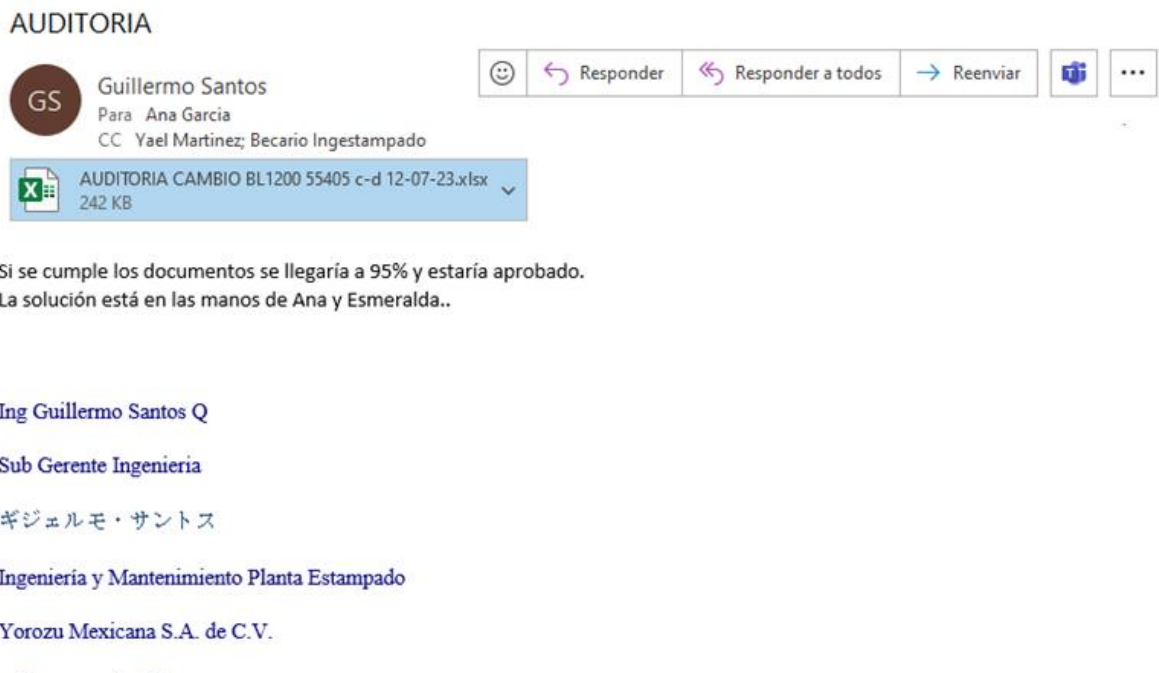 AUDITORIA
GS
Guillermo Santos
Para Ana Garcia
CC Yael Martinez; Becario Ingestampado
Responder
Responder a todos
Reenviar
AUDITORIA CAMBIO BL1200 55405 c-d 12-07-23.xlsx
242 KB
Si se cumple los documentos se llegaría a 95% y estaría aprobado.
La solución está en las manos de Ana y Esmeralda..
Ing Guillermo Santos Q
Sub Gerente Ingenieria
ギジェルモ・サントス
Ingeniería y Mantenimiento Planta Estampado
Yorozu Mexicana S.A. de C.V.